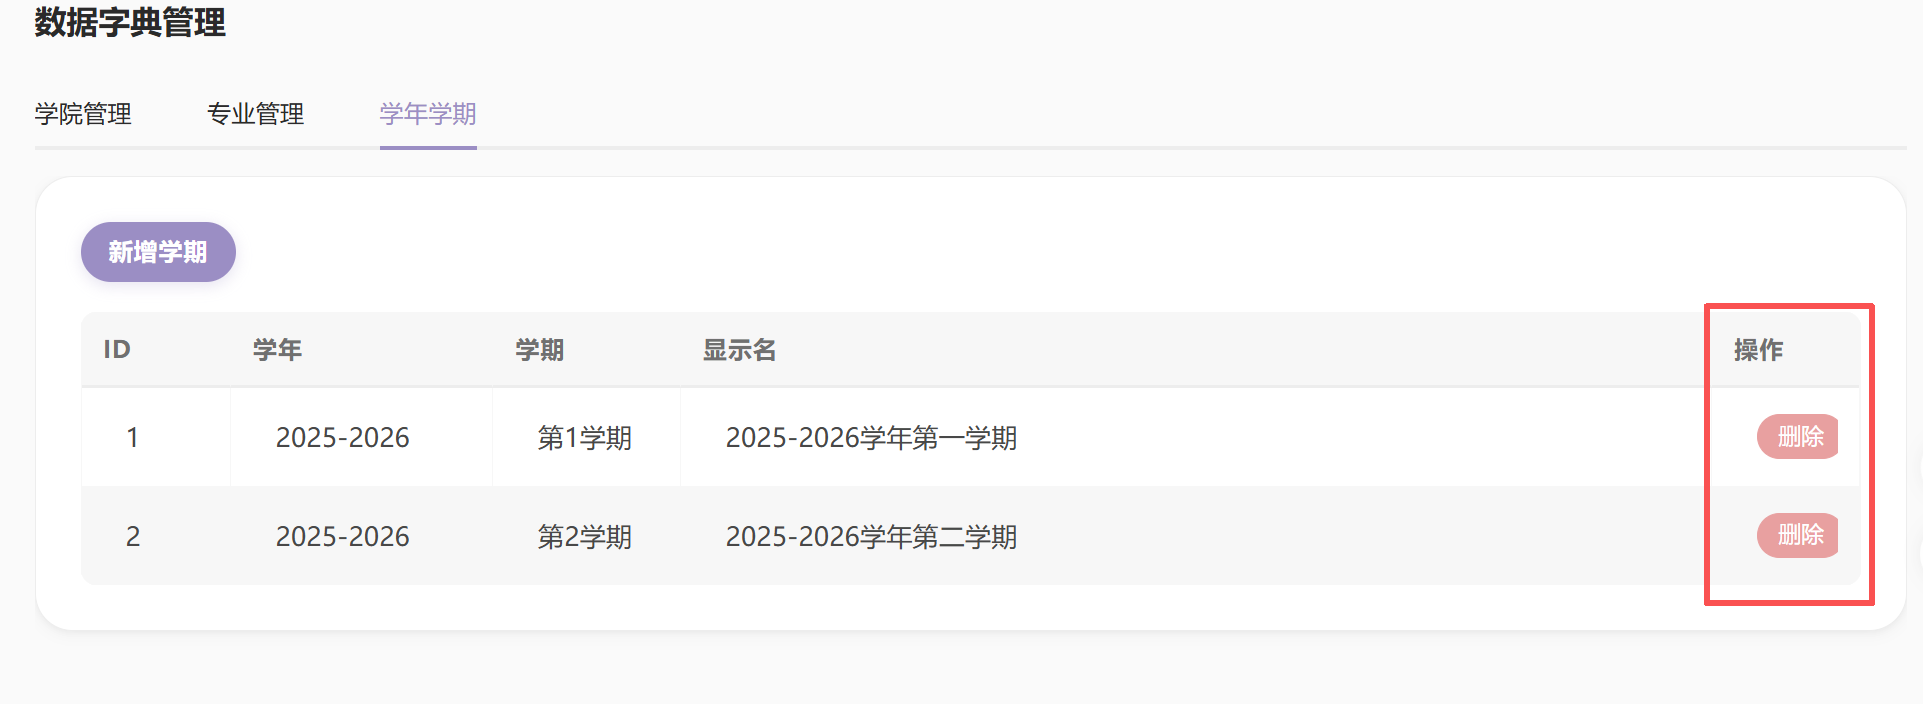 数据字典管理
学院管理 专业管理 学年学期
新增学期
ID 学年 学期 显示名 操作
1 2025-2026 第1学期 2025-2026学年第一学期 删除
2 2025-2026 第2学期 2025-2026学年第二学期 删除